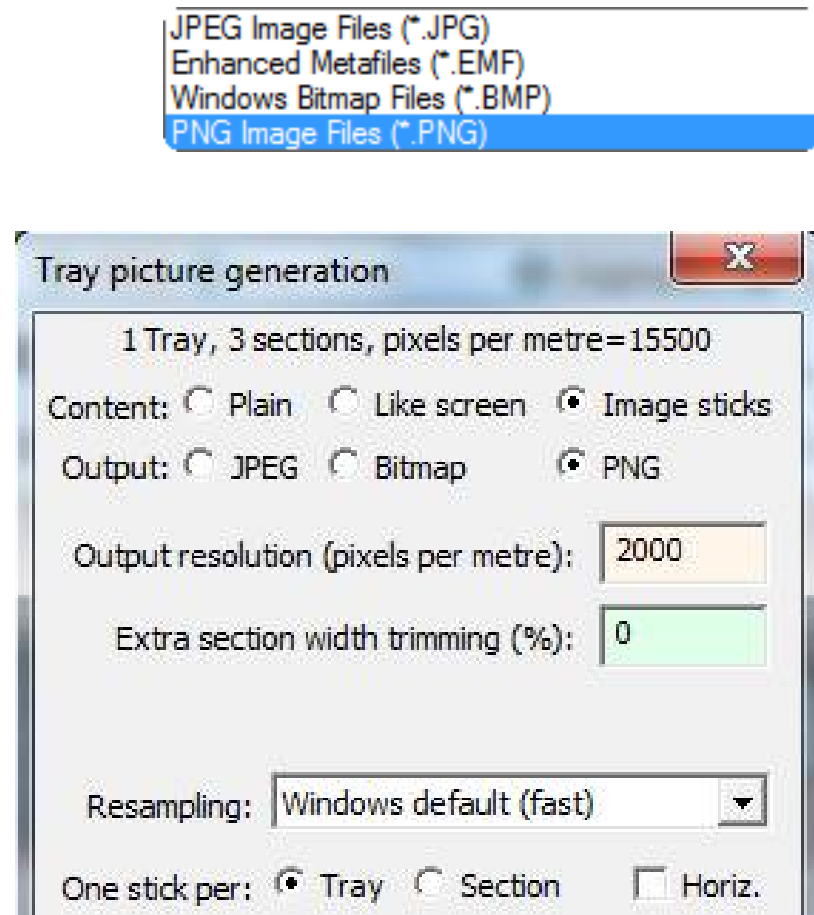 JPEG Image Files (*.JPG)
Enhanced Metafiles (*.EMF)
Windows Bitmap Files (*.BMP)
PNG Image Files (*.PNG)
Tray picture generation
1 Tray, 3 sections, pixels per metre=15500
Content: Plain Like screen Image sticks
Output: JPEG Bitmap PNG
Output resolution (pixels per metre): 2000
Extra section width trimming (%): 0
Resampling: Windows default (fast)
One stick per: Tray Section Horiz.